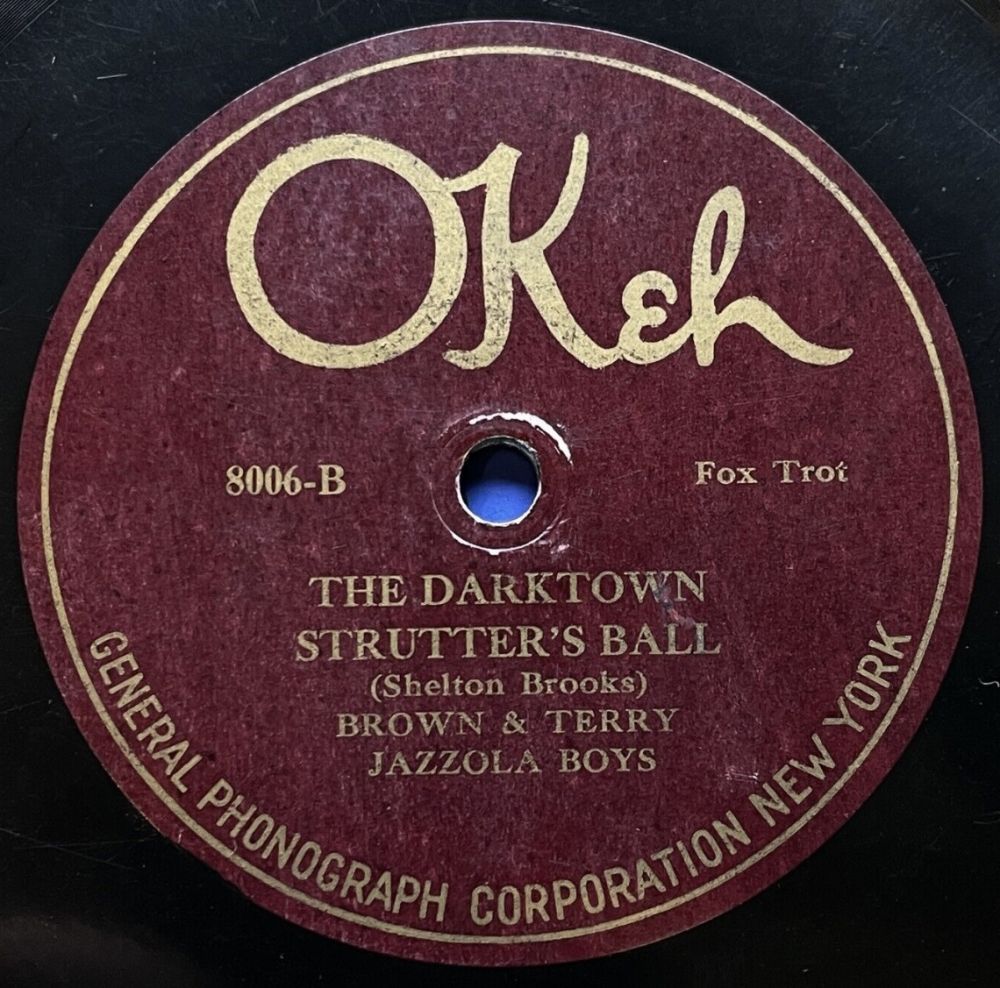 OKeh
8006-B
Fox Trot
THE DARKTOWN
STRUTTER'S BALL
(Shelton Brooks)
BROWN & TERRY
JAZZOLA BOYS
GENERAL PHONOGRAPH CORPORATION NEW YORK